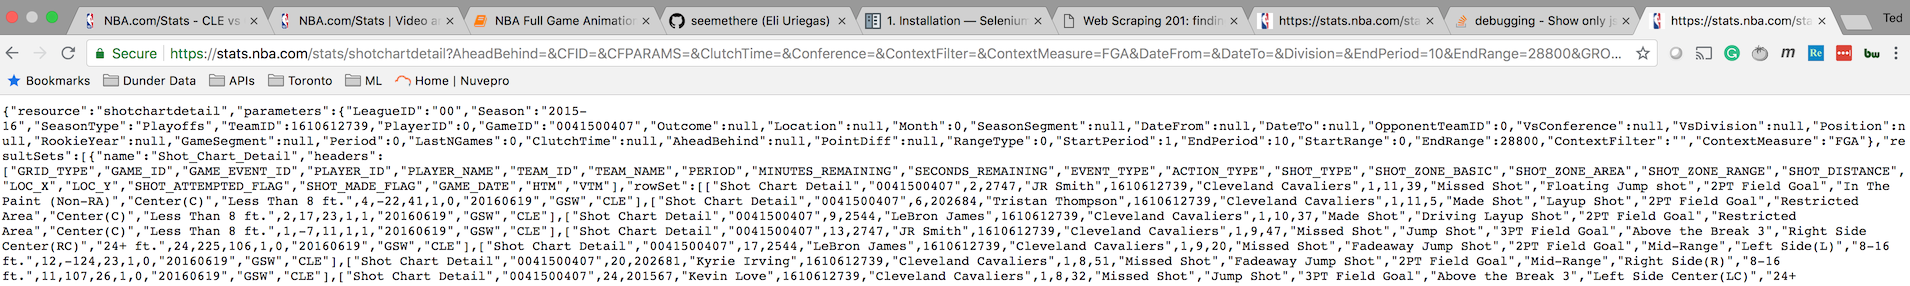 NBA.com/Stats - CLE vs
NBA.com/Stats | Video a
NBA Full Game Animation
seemethere (Eli Uriegas)
1. Installation — Selenium
Web Scraping 201: findin
https://stats.nba.com/sta
debugging - Show only js
https://stats.nba.com/sta
Ted
Secure https://stats.nba.com/stats/shotchartdetail?AheadBehind=&CFID=&CFPARAMS=&ClutchTime=&Conference=&ContextFilter=&ContextMeasure=FGA&DateFrom=&DateTo=&Division=&EndPeriod=10&EndRange=28800&GRO... m Re bw
Bookmarks Dunder Data APIs Toronto ML Home | Nuvepro
{"resource":"shotchartdetail","parameters":{"LeagueID":"00","Season":"2015-
16","SeasonType":"Playoffs","TeamID":1610612739,"PlayerID":0,"GameID":"0041500407","Outcome":null,"Location":null,"Month":0,"SeasonSegment":null,"DateFrom":null,"DateTo":null,"OpponentTeamID":0,"VsConference":null,"VsDivision":null,"Position":n
ull,"RookieYear":null,"GameSegment":null,"Period":0,"LastNGames":0,"ClutchTime":null,"AheadBehind":null,"PointDiff":null,"RangeType":0,"StartPeriod":1,"EndPeriod":10,"StartRange":0,"EndRange":28800,"ContextFilter":"","ContextMeasure":"FGA"},"re
sultSets":[{"name":"Shot_Chart_Detail","headers":
["GRID_TYPE","GAME_ID","GAME_EVENT_ID","PLAYER_ID","PLAYER_NAME","TEAM_ID","TEAM_NAME","PERIOD","MINUTES_REMAINING","SECONDS_REMAINING","EVENT_TYPE","ACTION_TYPE","SHOT_TYPE","SHOT_ZONE_BASIC","SHOT_ZONE_AREA","SHOT_ZONE_RANGE","SHOT_DISTANCE",
"LOC_X","LOC_Y","SHOT_ATTEMPTED_FLAG","SHOT_MADE_FLAG","GAME_DATE","HTM","VTM"],"rowSet":[["Shot Chart Detail","0041500407",2,2747,"JR Smith",1610612739,"Cleveland Cavaliers",1,11,39,"Missed Shot","Floating Jump shot","2PT Field Goal","In The
Paint (Non-RA)","Center(C)","Less Than 8 ft.",4,-22,41,1,0,"20160619","GSW","CLE"],["Shot Chart Detail","0041500407",6,202684,"Tristan Thompson",1610612739,"Cleveland Cavaliers",1,11,5,"Made Shot","Layup Shot","2PT Field Goal","Restricted
Area","Center(C)","Less Than 8 ft.",2,17,23,1,1,"20160619","GSW","CLE"],["Shot Chart Detail","0041500407",9,2544,"LeBron James",1610612739,"Cleveland Cavaliers",1,10,37,"Made Shot","Driving Layup Shot","2PT Field Goal","Restricted
Area","Center(C)","Less Than 8 ft.",1,-7,11,1,1,"20160619","GSW","CLE"],["Shot Chart Detail","0041500407",13,2747,"JR Smith",1610612739,"Cleveland Cavaliers",1,9,47,"Missed Shot","Jump Shot","3PT Field Goal","Above the Break 3","Right Side
Center(RC)","24+ ft.",24,225,106,1,0,"20160619","GSW","CLE"],["Shot Chart Detail","0041500407",17,2544,"LeBron James",1610612739,"Cleveland Cavaliers",1,9,20,"Missed Shot","Fadeaway Jump Shot","2PT Field Goal","Mid-Range","Left Side(L)","8-16
ft.",12,-124,23,1,0,"20160619","GSW","CLE"],["Shot Chart Detail","0041500407",20,202681,"Kyrie Irving",1610612739,"Cleveland Cavaliers",1,8,51,"Missed Shot","Fadeaway Jump Shot","2PT Field Goal","Mid-Range","Right Side(R)","8-16
ft.",11,107,26,1,0,"20160619","GSW","CLE"],["Shot Chart Detail","0041500407",24,201567,"Kevin Love",1610612739,"Cleveland Cavaliers",1,8,32,"Missed Shot","Jump Shot","3PT Field Goal","Above the Break 3","Left Side Center(LC)","24+